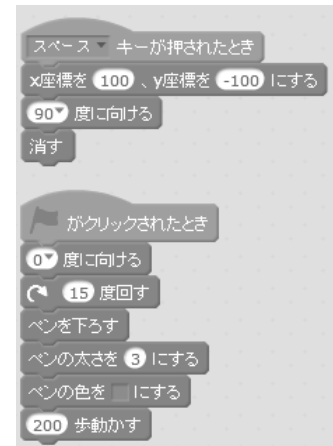 スペース キーが押されたとき
x座標を 100 、y座標を -100 にする
90 度に向ける
消す
がクリックされたとき
0 度に向ける
15 度回す
ペンを下ろす
ペンの太さを 3 にする
ペンの色を にする
200 歩動かす